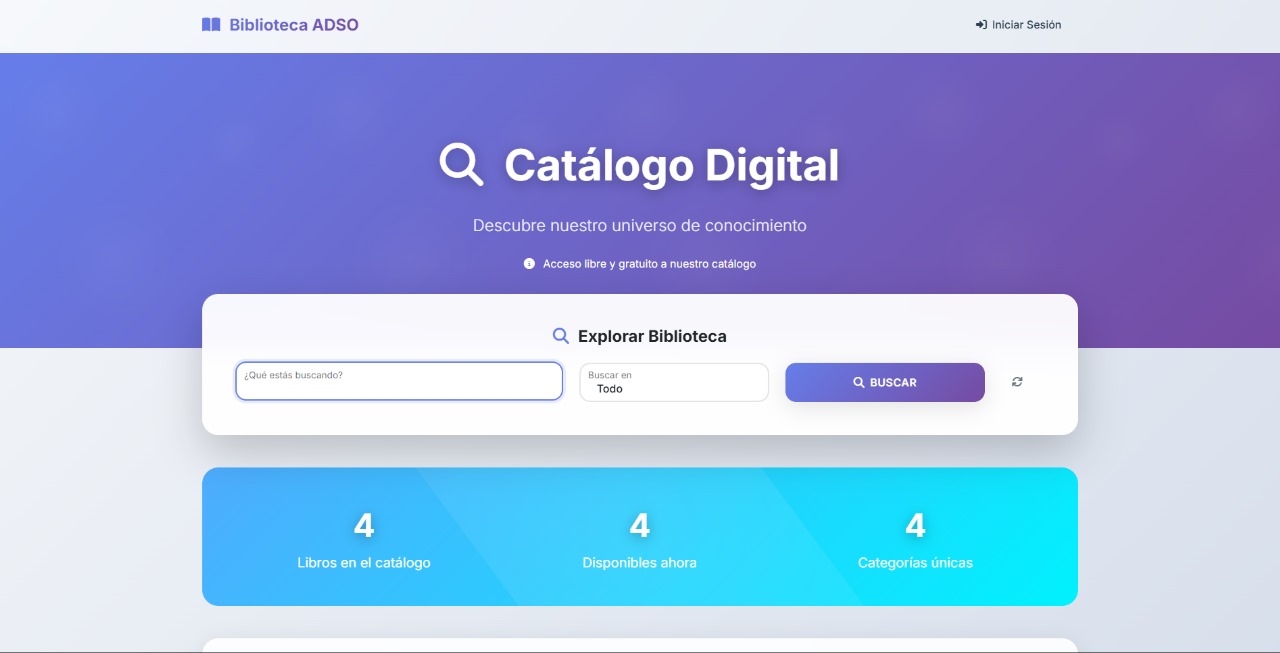 Biblioteca ADSO
Iniciar Sesión
Catálogo Digital
Descubre nuestro universo de conocimiento
Acceso libre y gratuito a nuestro catálogo
Explorar Biblioteca
¿Qué estás buscando?
Buscar en
Todo
BUSCAR
4
Libros en el catálogo
4
Disponibles ahora
4
Categorías únicas